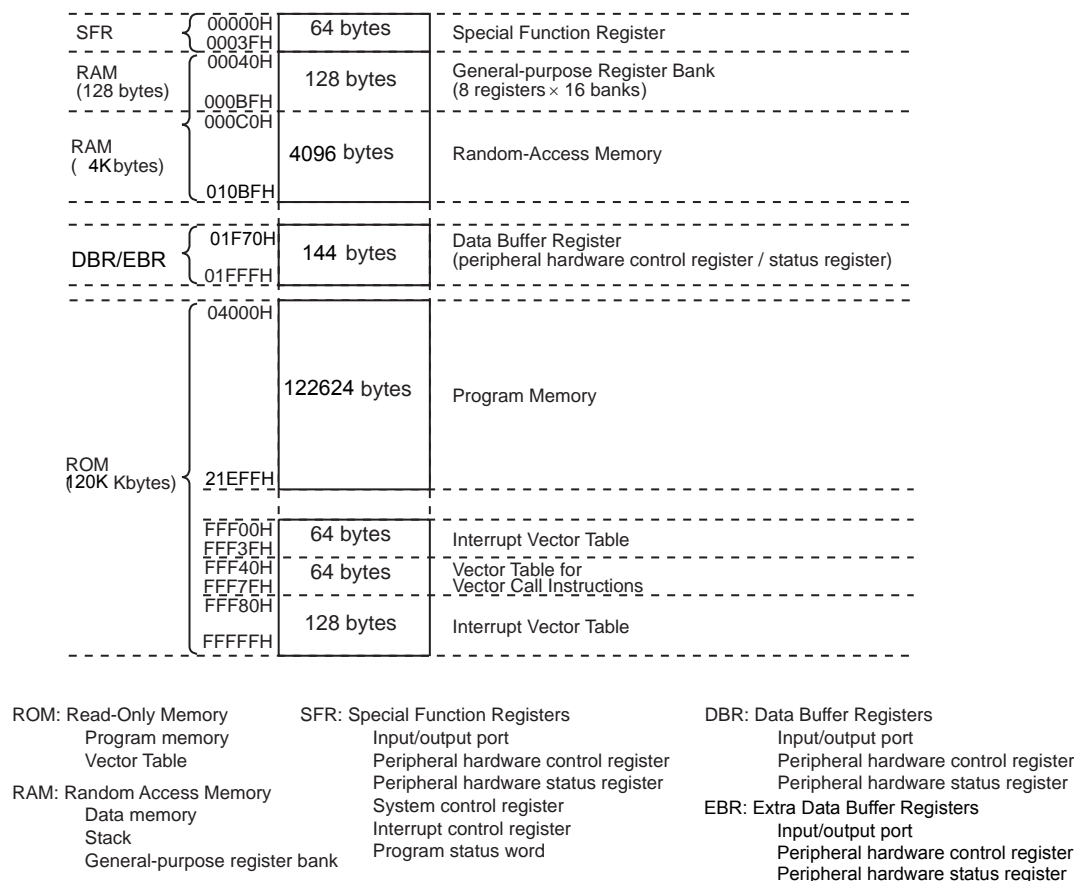 SFR
00000H
0003FH
64 bytes
Special Function Register
RAM
(128 bytes)
00040H
000BFH
128 bytes
General-purpose Register Bank
(8 registers × 16 banks)
RAM
( 4Kbytes)
000C0H
010BFH
4096 bytes
Random-Access Memory
DBR/EBR
01F70H
01FFFH
144 bytes
Data Buffer Register
(peripheral hardware control register / status register)
ROM
(120K Kbytes)
04000H
21EFFH
122624 bytes
Program Memory
FFF00H
FFF3FH
64 bytes
Interrupt Vector Table
FFF40H
FFF7FH
64 bytes
Vector Table for
Vector Call Instructions
FFF80H
FFFFFH
128 bytes
Interrupt Vector Table
ROM: Read-Only Memory
Program memory
Vector Table
RAM: Random Access Memory
Data memory
Stack
General-purpose register bank
SFR: Special Function Registers
Input/output port
Peripheral hardware control register
Peripheral hardware status register
System control register
Interrupt control register
Program status word
DBR: Data Buffer Registers
Input/output port
Peripheral hardware control register
Peripheral hardware status register
EBR: Extra Data Buffer Registers
Input/output port
Peripheral hardware control register
Peripheral hardware status register